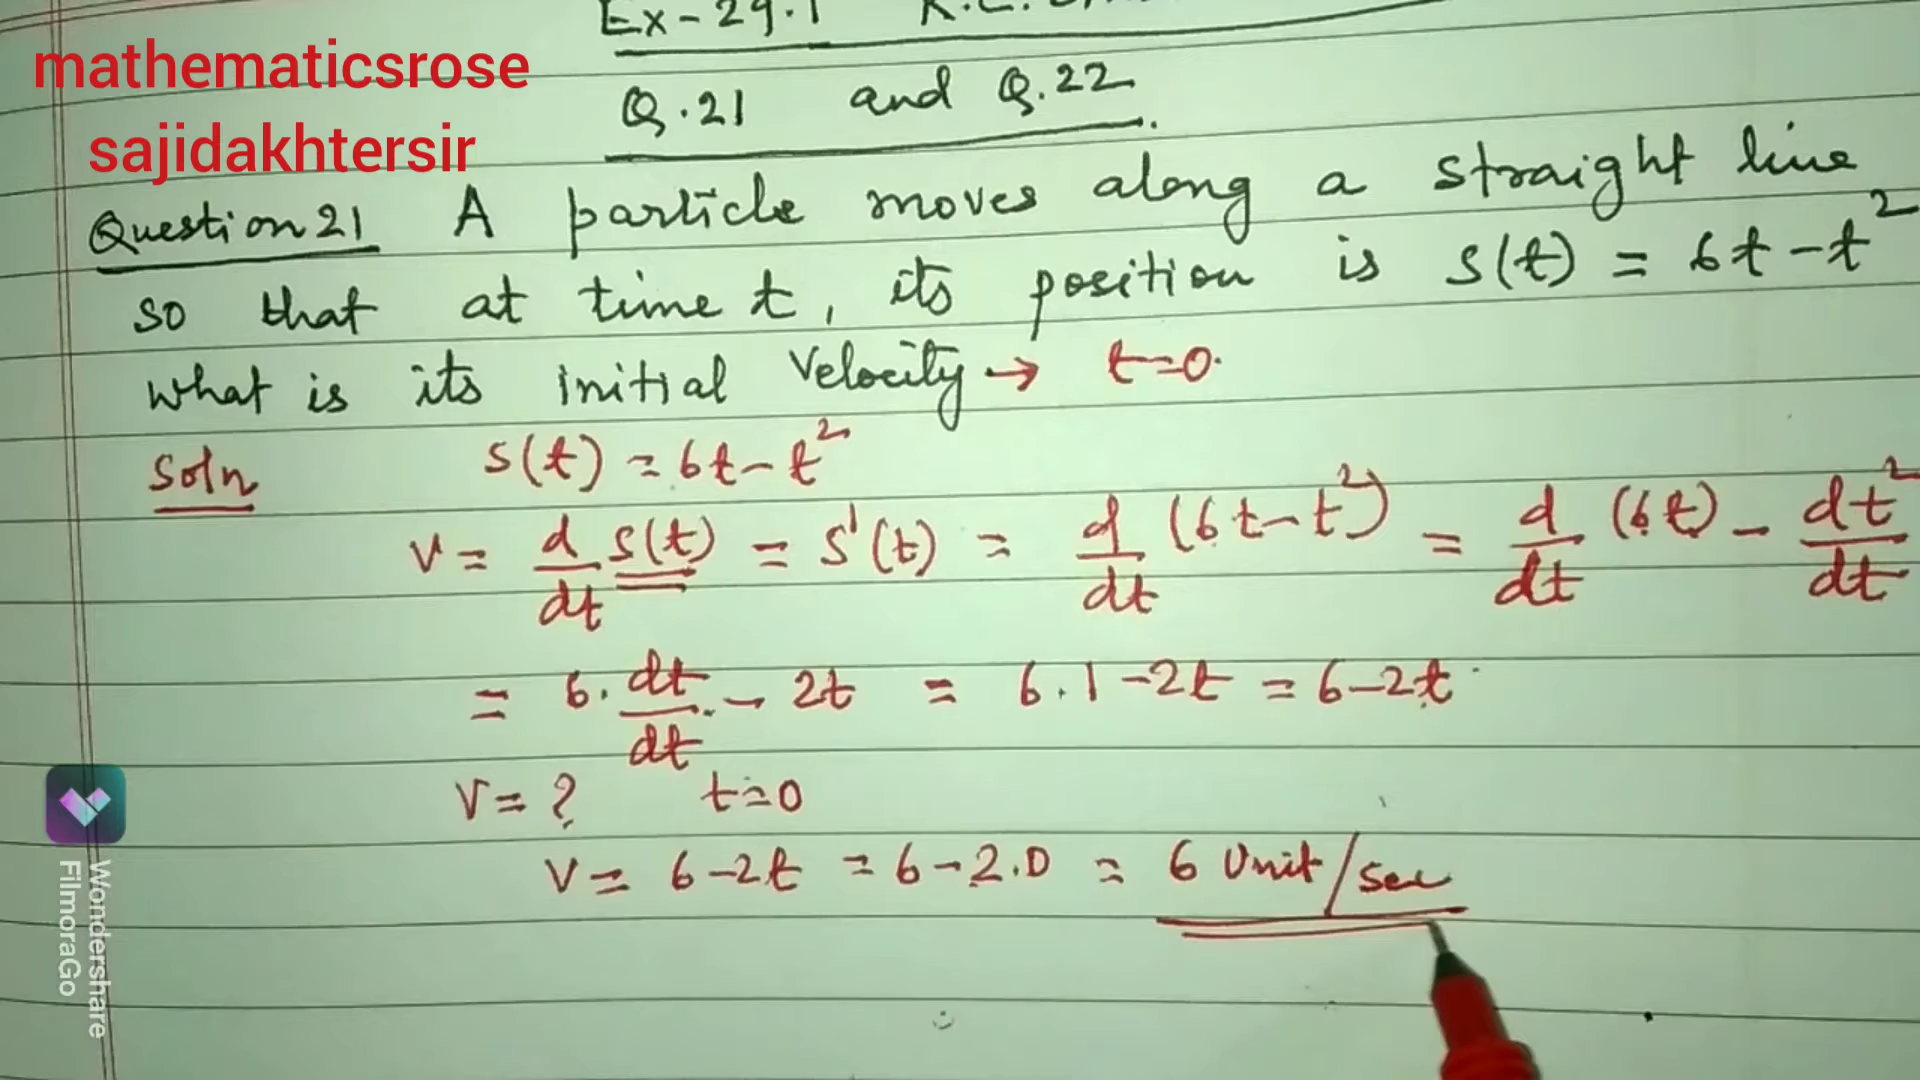 Ex-29.1
mathematicsrose
Q.21 and Q.22
sajidakhtersir
Question 21 A particle moves along a straight line
so that at time t, its position is s(t) = 6t - t²
What is its initial velocity → t=0.
Soln s(t) = 6t - t²
v = d/dt s(t) = s'(t) = d/dt (6t - t²) = d/dt (6t) - dt²/dt
= 6. dt/dt - 2t = 6.1 - 2t = 6 - 2t
v = ? t = 0
v = 6 - 2t = 6 - 2.0 = 6 Unit/sec
Wondershare
FilmoraGo